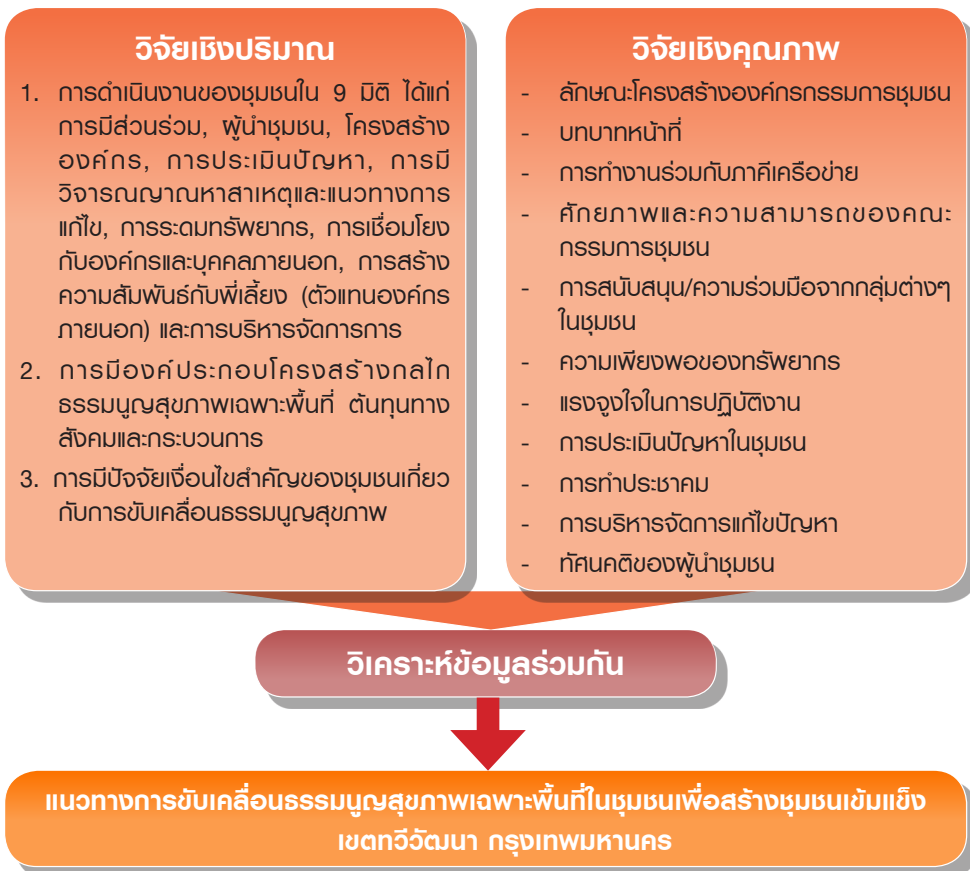 วิจัยเชิงปริมาณ
1. การดำเนินงานของชุมชนใน 9 มิติ ได้แก่
การมีส่วนร่วม, ผู้นำชุมชน, โครงสร้าง
องค์กร, การประเมินปัญหา, การมี
วิจารณญาณหาสาเหตุและแนวทางการ
แก้ไข, การระดมทรัพยากร, การเชื่อมโยง
กับองค์กรและบุคคลภายนอก, การสร้าง
ความสัมพันธ์กับพี่เลี้ยง (ตัวแทนองค์กร
ภายนอก) และการบริหารจัดการการ
2. การมีองค์ประกอบโครงสร้างกลไก
ธรรมนูญสุขภาพเฉพาะพื้นที่ ต้นทุนทาง
สังคมและกระบวนการ
3. การมีปัจจัยเงื่อนไขสำคัญของชุมชนเกี่ยว
กับการขับเคลื่อนธรรมนูญสุขภาพ
วิจัยเชิงคุณภาพ
- ลักษณะโครงสร้างองค์กรกรรมการชุมชน
- บทบาทหน้าที่
- การทำงานร่วมกับภาคีเครือข่าย
- ศักยภาพและความสามารถของคณะ
กรรมการชุมชน
- การสนับสนุน/ความร่วมมือจากกลุ่มต่างๆ
ในชุมชน
- ความเพียงพอของทรัพยากร
- แรงจูงใจในการปฏิบัติงาน
- การประเมินปัญหาในชุมชน
- การทำประชาคม
- การบริหารจัดการแก้ไขปัญหา
- ทัศนคติของผู้นำชุมชน
วิเคราะห์ข้อมูลร่วมกัน
แนวทางการขับเคลื่อนธรรมนูญสุขภาพเฉพาะพื้นที่ในชุมชนเพื่อสร้างชุมชนเข้มแข็ง
เขตทวีวัฒนา กรุงเทพมหานคร